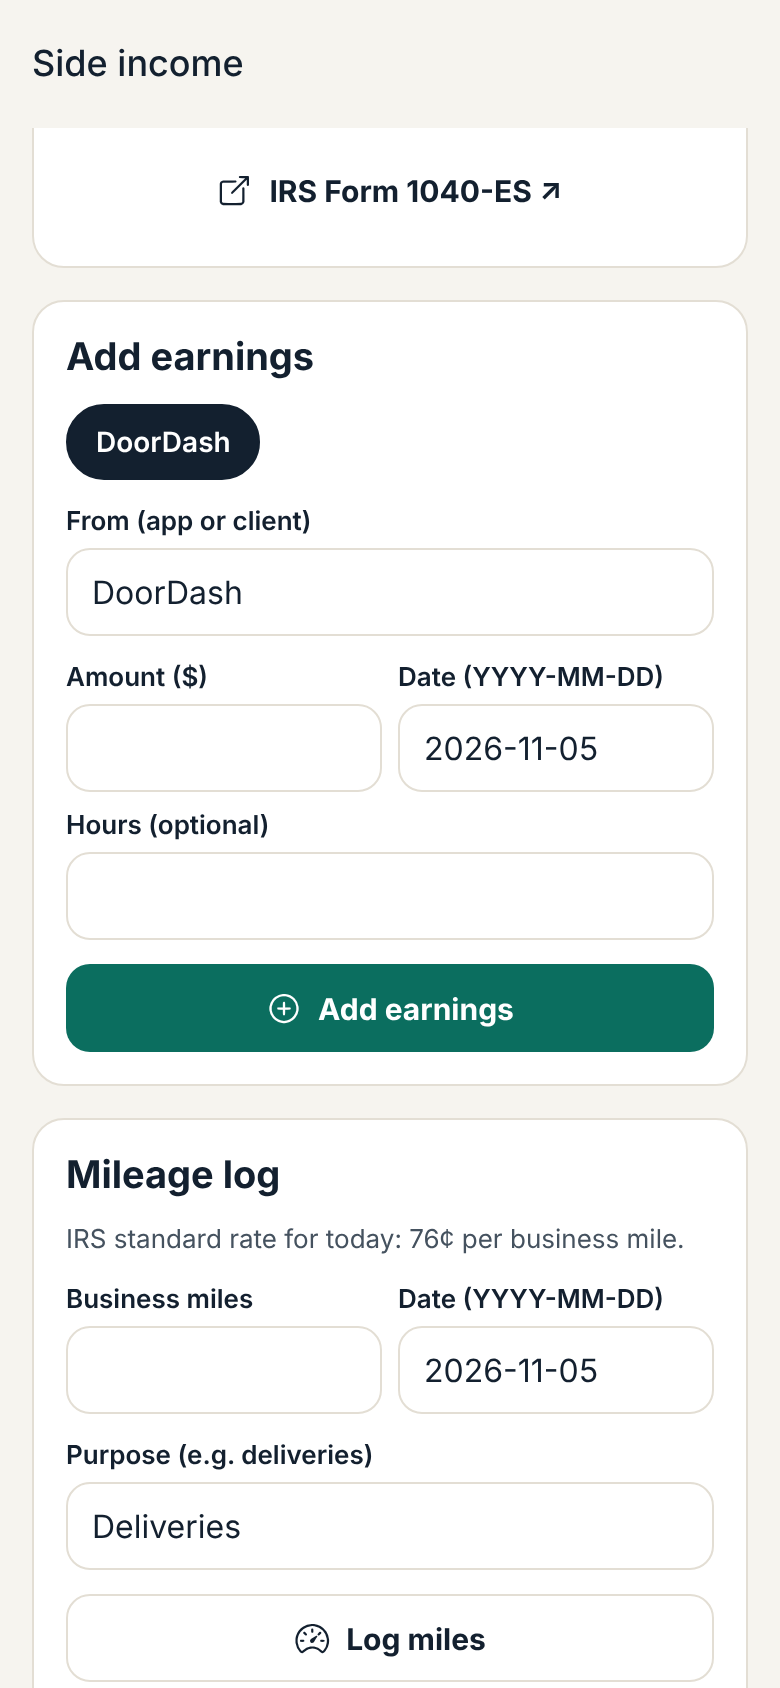 Side income
IRS Form 1040-ES ↗
Add earnings
DoorDash
From (app or client)
DoorDash
Amount ($)
Date (YYYY-MM-DD)
2026-11-05
Hours (optional)
Add earnings
Mileage log
IRS standard rate for today: 76¢ per business mile.
Business miles
Date (YYYY-MM-DD)
2026-11-05
Purpose (e.g. deliveries)
Deliveries
Log miles